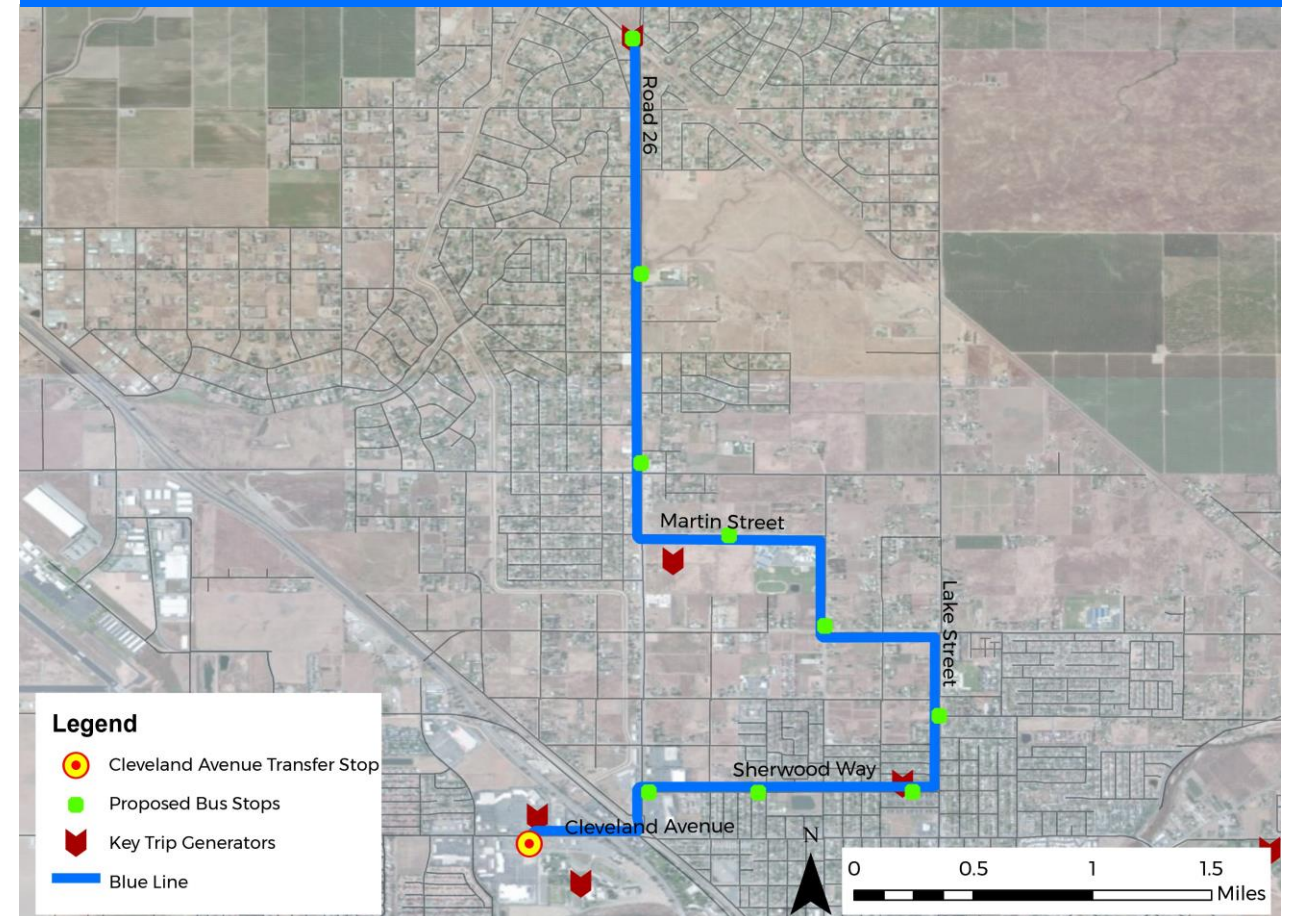 Road 26
Martin Street
Lake Street
Sherwood Way
Cleveland Avenue
N
0 0.5 1 1.5
Miles
Legend
Cleveland Avenue Transfer Stop
Proposed Bus Stops
Key Trip Generators
Blue Line